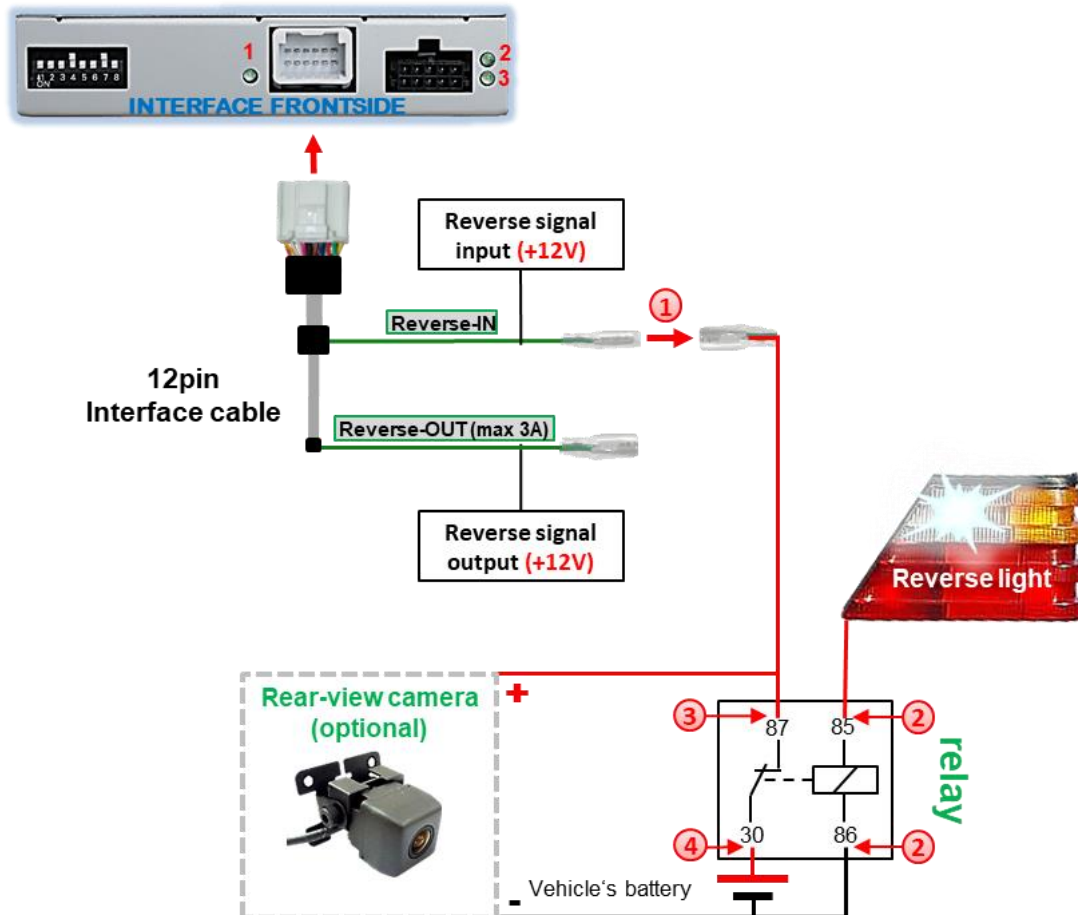 1
2
3
1 2 3 4 5 6 7 8
ON
INTERFACE FRONTSIDE
Reverse signal
input (+12V)
1
Reverse-IN
12pin
Interface cable
Reverse-OUT (max 3A)
Reverse signal
output (+12V)
Reverse light
Rear-view camera
(optional)
+
3
87
85
2
relay
4
30
86
2
-
Vehicle‘s battery